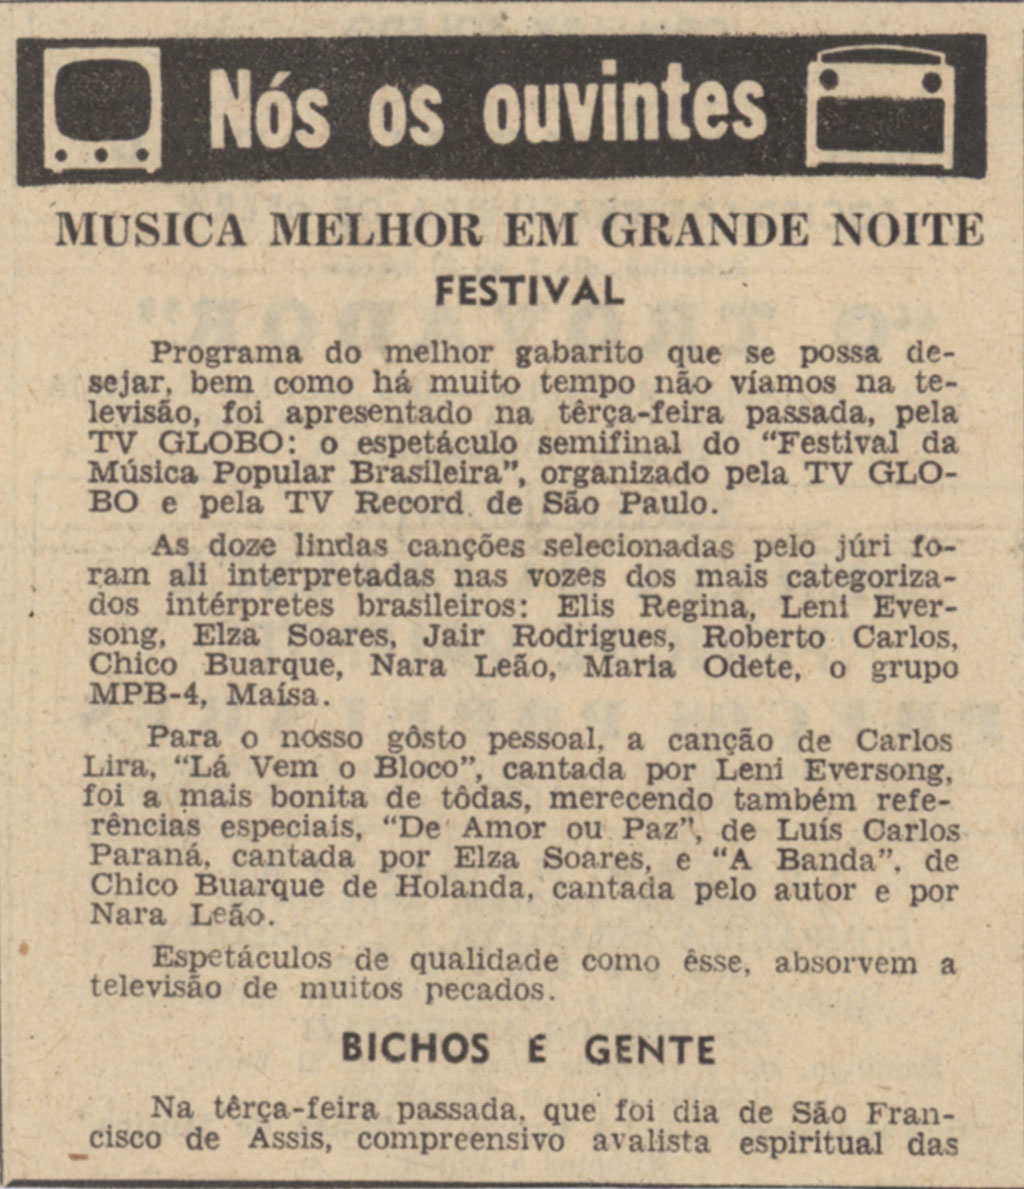 Nós os ouvintes
MUSICA MELHOR EM GRANDE NOITE
FESTIVAL
Programa do melhor gabarito que se possa de-
sejar, bem como há muito tempo não víamos na te-
levisão, foi apresentado na têrça-feira passada, pela
TV GLOBO: o espetáculo semifinal do "Festival da
Música Popular Brasileira", organizado pela TV GLO-
BO e pela TV Record de São Paulo.
As doze lindas canções selecionadas pelo júri fo-
ram ali interpretadas nas vozes dos mais categoriza-
dos intérpretes brasileiros: Elis Regina, Leni Ever-
song, Elza Soares, Jair Rodrigues, Roberto Carlos,
Chico Buarque, Nara Leão, Maria Odete, o grupo
MPB-4, Maísa.
Para o nosso gôsto pessoal, a canção de Carlos
Lira, "Lá Vem o Bloco", cantada por Leni Eversong,
foi a mais bonita de tôdas, merecendo também refe-
rências especiais, "De Amor ou Paz", de Luís Carlos
Paraná, cantada por Elza Soares, e "A Banda", de
Chico Buarque de Holanda, cantada pelo autor e por
Nara Leão.
Espetáculos de qualidade como êsse, absorvem a
televisão de muitos pecados.
BICHOS E GENTE
Na têrça-feira passada, que foi dia de São Fran-
cisco de Assis, compreensivo avalista espiritual das